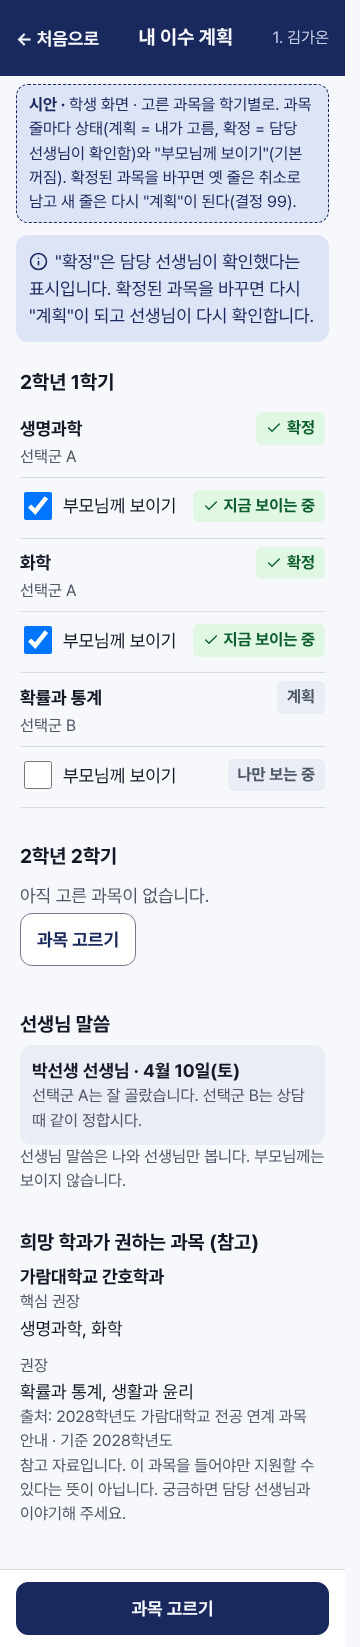 ← 처음으로
내 이수 계획
1. 김가온
시안 · 학생 화면 · 고른 과목을 학기별로. 과목
줄마다 상태(계획 = 내가 고름, 확정 = 담당
선생님이 확인함)와 "부모님께 보이기"(기본
꺼짐). 확정된 과목을 바꾸면 옛 줄은 취소로
남고 새 줄은 다시 "계획"이 된다(결정 99).
"확정"은 담당 선생님이 확인했다는
표시입니다. 확정된 과목을 바꾸면 다시
"계획"이 되고 선생님이 다시 확인합니다.
2학년 1학기
생명과학
확정
선택군 A
부모님께 보이기
지금 보이는 중
화학
확정
선택군 A
부모님께 보이기
지금 보이는 중
확률과 통계
계획
선택군 B
부모님께 보이기
나만 보는 중
2학년 2학기
아직 고른 과목이 없습니다.
과목 고르기
선생님 말씀
박선생 선생님 · 4월 10일(토)
선택군 A는 잘 골랐습니다. 선택군 B는 상담
때 같이 정합시다.
선생님 말씀은 나와 선생님만 봅니다. 부모님께는
보이지 않습니다.
희망 학과가 권하는 과목 (참고)
가람대학교 간호학과
핵심 권장
생명과학, 화학
권장
확률과 통계, 생활과 윤리
출처: 2028학년도 가람대학교 전공 연계 과목
안내 · 기준 2028학년도
참고 자료입니다. 이 과목을 들어야만 지원할 수
있다는 뜻이 아닙니다. 궁금하면 담당 선생님과
이야기해 주세요.
과목 고르기